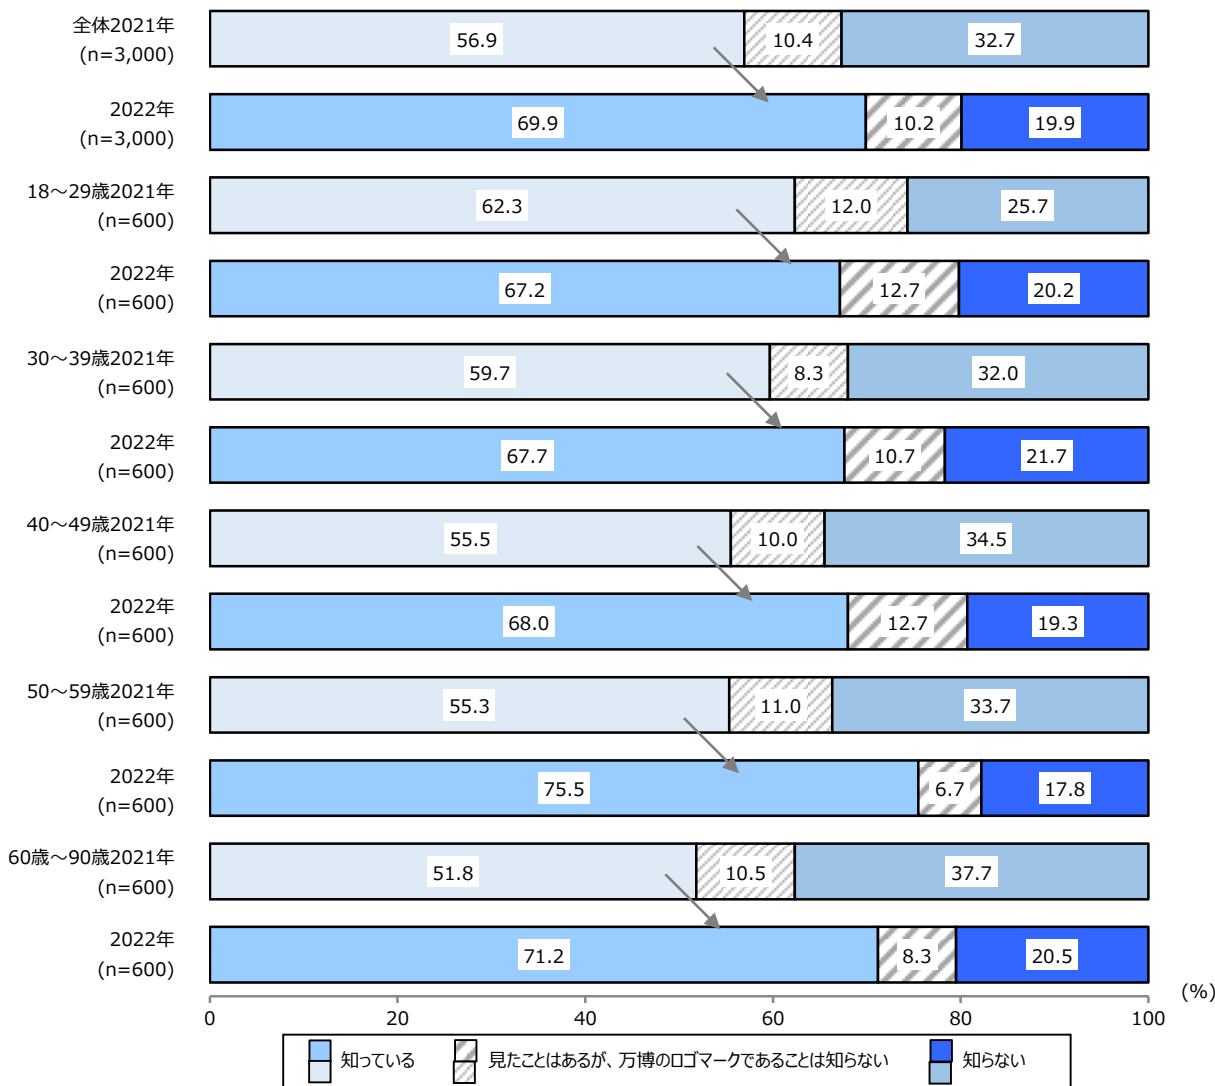 全体2021年
(n=3,000)
56.9 10.4 32.7
2022年
(n=3,000)
69.9 10.2 19.9
18～29歳2021年
(n=600)
62.3 12.0 25.7
2022年
(n=600)
67.2 12.7 20.2
30～39歳2021年
(n=600)
59.7 8.3 32.0
2022年
(n=600)
67.7 10.7 21.7
40～49歳2021年
(n=600)
55.5 10.0 34.5
2022年
(n=600)
68.0 12.7 19.3
50～59歳2021年
(n=600)
55.3 11.0 33.7
2022年
(n=600)
75.5 6.7 17.8
60歳～90歳2021年
(n=600)
51.8 10.5 37.7
2022年
(n=600)
71.2 8.3 20.5
(%)
0 20 40 60 80 100
知っている 見たことはあるが、万博のロゴマークであることは知らない 知らない